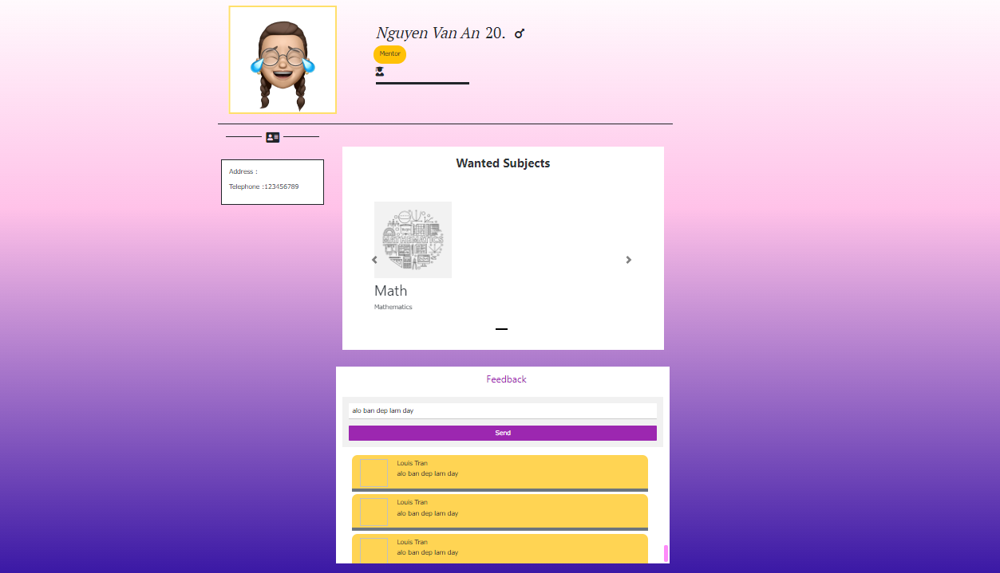 Nguyen Van An 20.
Mentor
Address :
Telephone :123456789
Wanted Subjects
MATHEMATICS
Math
Mathematics
Feedback
alo ban dep lam day
Send
Louis Tran
alo ban dep lam day
Louis Tran
alo ban dep lam day
Louis Tran
alo ban dep lam day